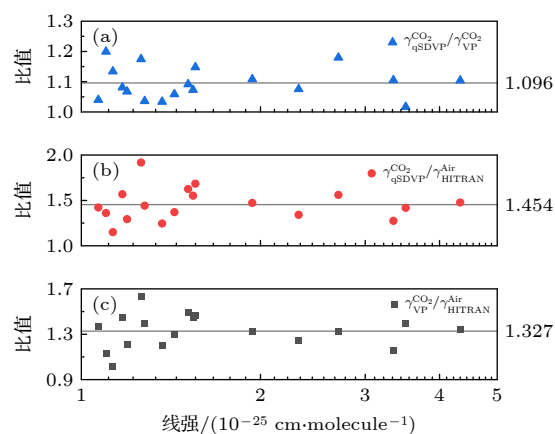 1.3
(a)
γ^{CO₂}_{qSDVP}/γ^{CO₂}_{VP}
1.2
比值
1.1
1.096
1.0
2.0
(b)
γ^{CO₂}_{qSDVP}/γ^{Air}_{HITRAN}
比值
1.5
1.454
1.0
1.7
(c)
γ^{CO₂}_{VP}/γ^{Air}_{HITRAN}
比值
1.3
1.327
0.9
1 2 3 4 5
线强/(10⁻²⁵ cm·molecule⁻¹)